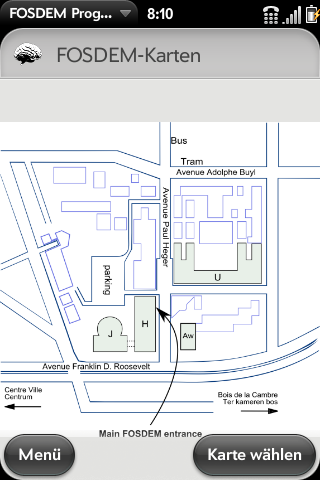 FOSDEM Prog...
8:10
FOSDEM-Karten
Bus
Tram
Avenue Adolphe Buyl
Avenue Paul Heger
parking
U
J
H
Aw
Avenue Franklin D. Roosevelt
Centre Ville
Centrum
Bois de la Cambre
Ter kameren bos
Main FOSDEM entrance
Menü
Karte wählen